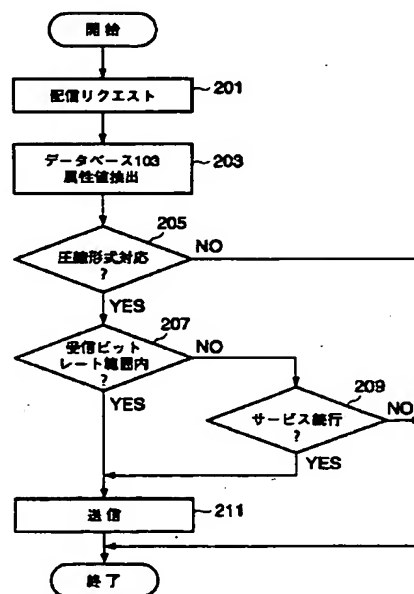 開始
配信リクエスト
201
データベース103
属性値抽出
203
圧縮形式対応
?
205
NO
YES
受信ビット
レート範囲内
?
207
NO
YES
サービス続行
?
209
NO
YES
送信
211
終了